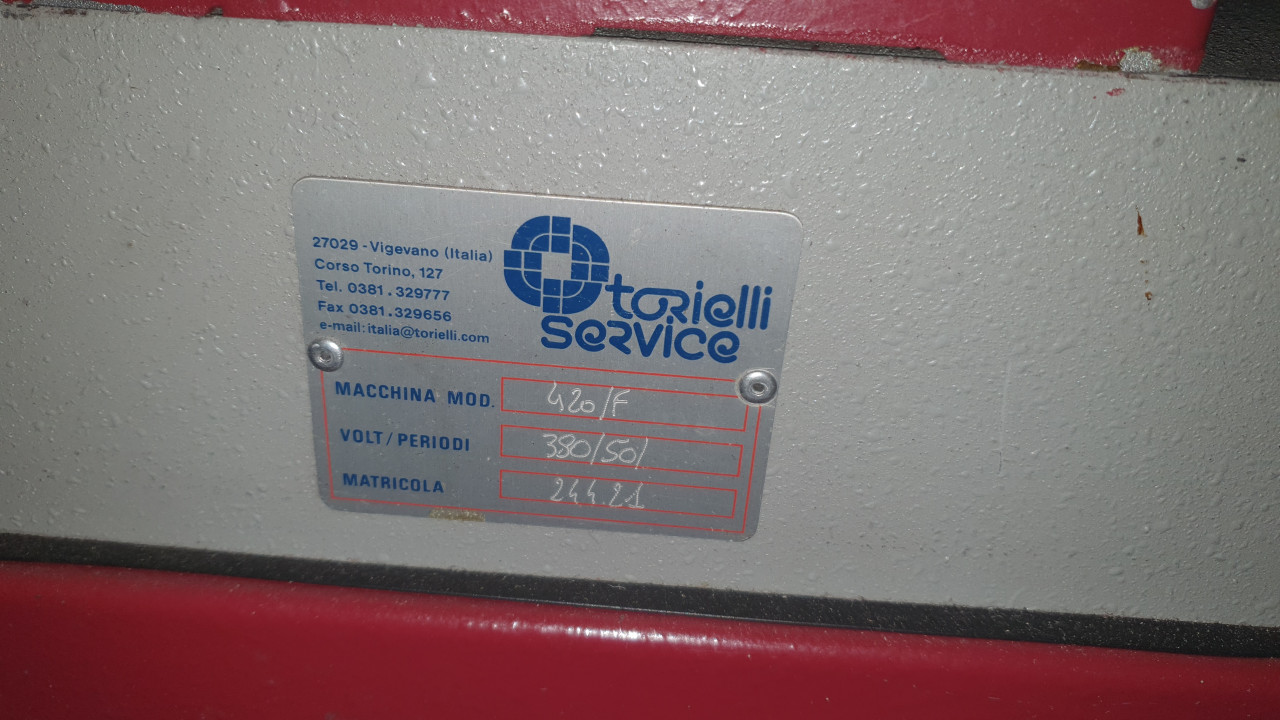 27029 - Vigevano (Italia)
Corso Torino, 127
Tel. 0381.329777
Fax 0381.329656
e-mail: italia@torielli.com
torielli
service
MACCHINA MOD. 420/F
VOLT/PERIODI 380/50/
MATRICOLA 244.21